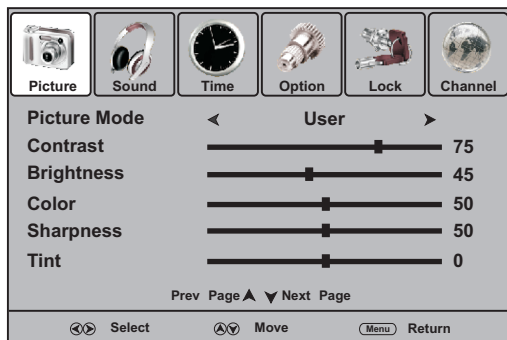 Picture Sound Time Option Lock Channel
Picture Mode User
Contrast 75
Brightness 45
Color 50
Sharpness 50
Tint 0
Prev Page Next Page
Select Move Menu Return